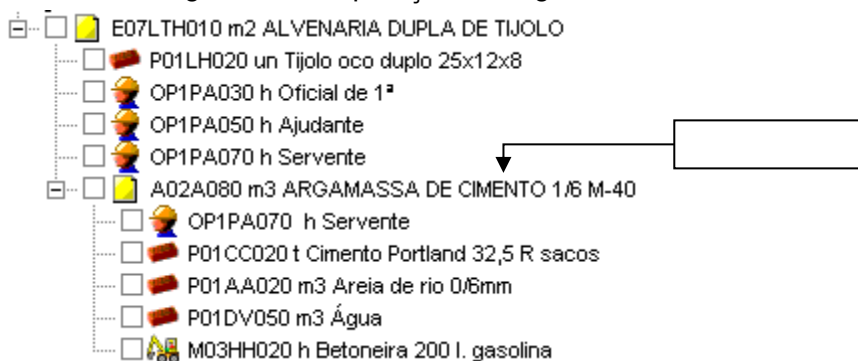 E07LTH010 m2 ALVENARIA DUPLA DE TIJOLO
P01LH020 un Tijolo oco duplo 25x12x8
OP1PA030 h Oficial de 1ª
OP1PA050 h Ajudante
OP1PA070 h Servente
A02A080 m3 ARGAMASSA DE CIMENTO 1/6 M-40
OP1PA070 h Servente
P01CC020 t Cimento Portland 32,5 R sacos
P01AA020 m3 Areia de rio 0/6mm
P01DV050 m3 Água
M03HH020 h Betoneira 200 l. gasolina